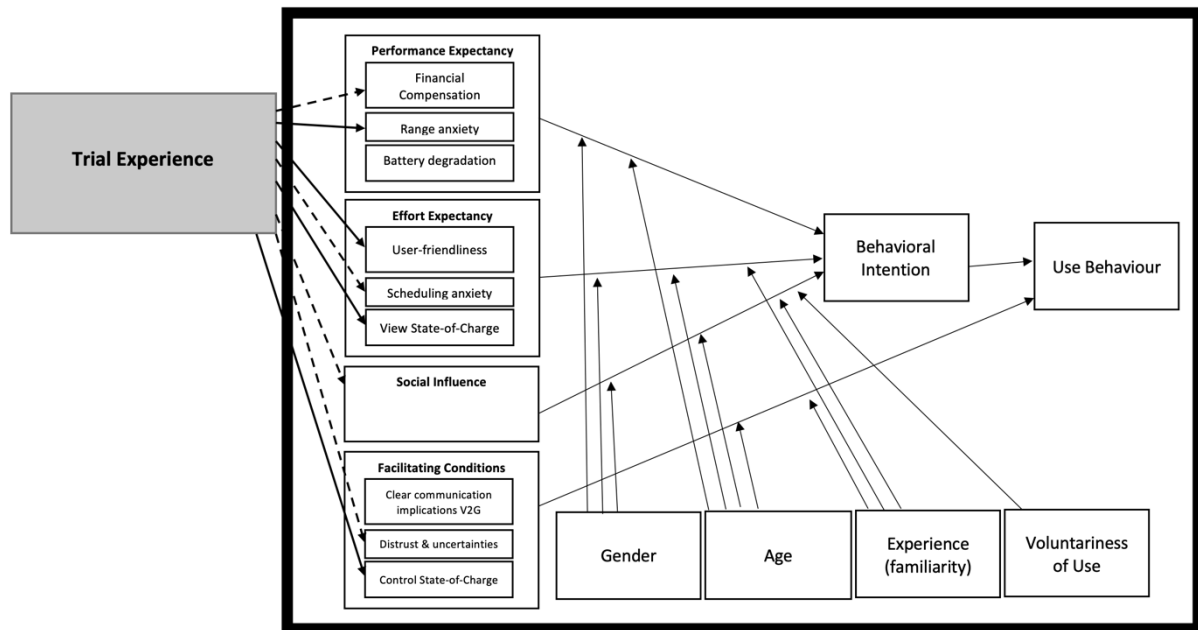 Trial Experience
Performance Expectancy
Financial
Compensation
Range anxiety
Battery degradation
Effort Expectancy
User-friendliness
Scheduling anxiety
View State-of-Charge
Social Influence
Facilitating Conditions
Clear communication
implications V2G
Distrust & uncertainties
Control State-of-Charge
Behavioral
Intention
Use Behaviour
Gender
Age
Experience
(familiarity)
Voluntariness
of Use